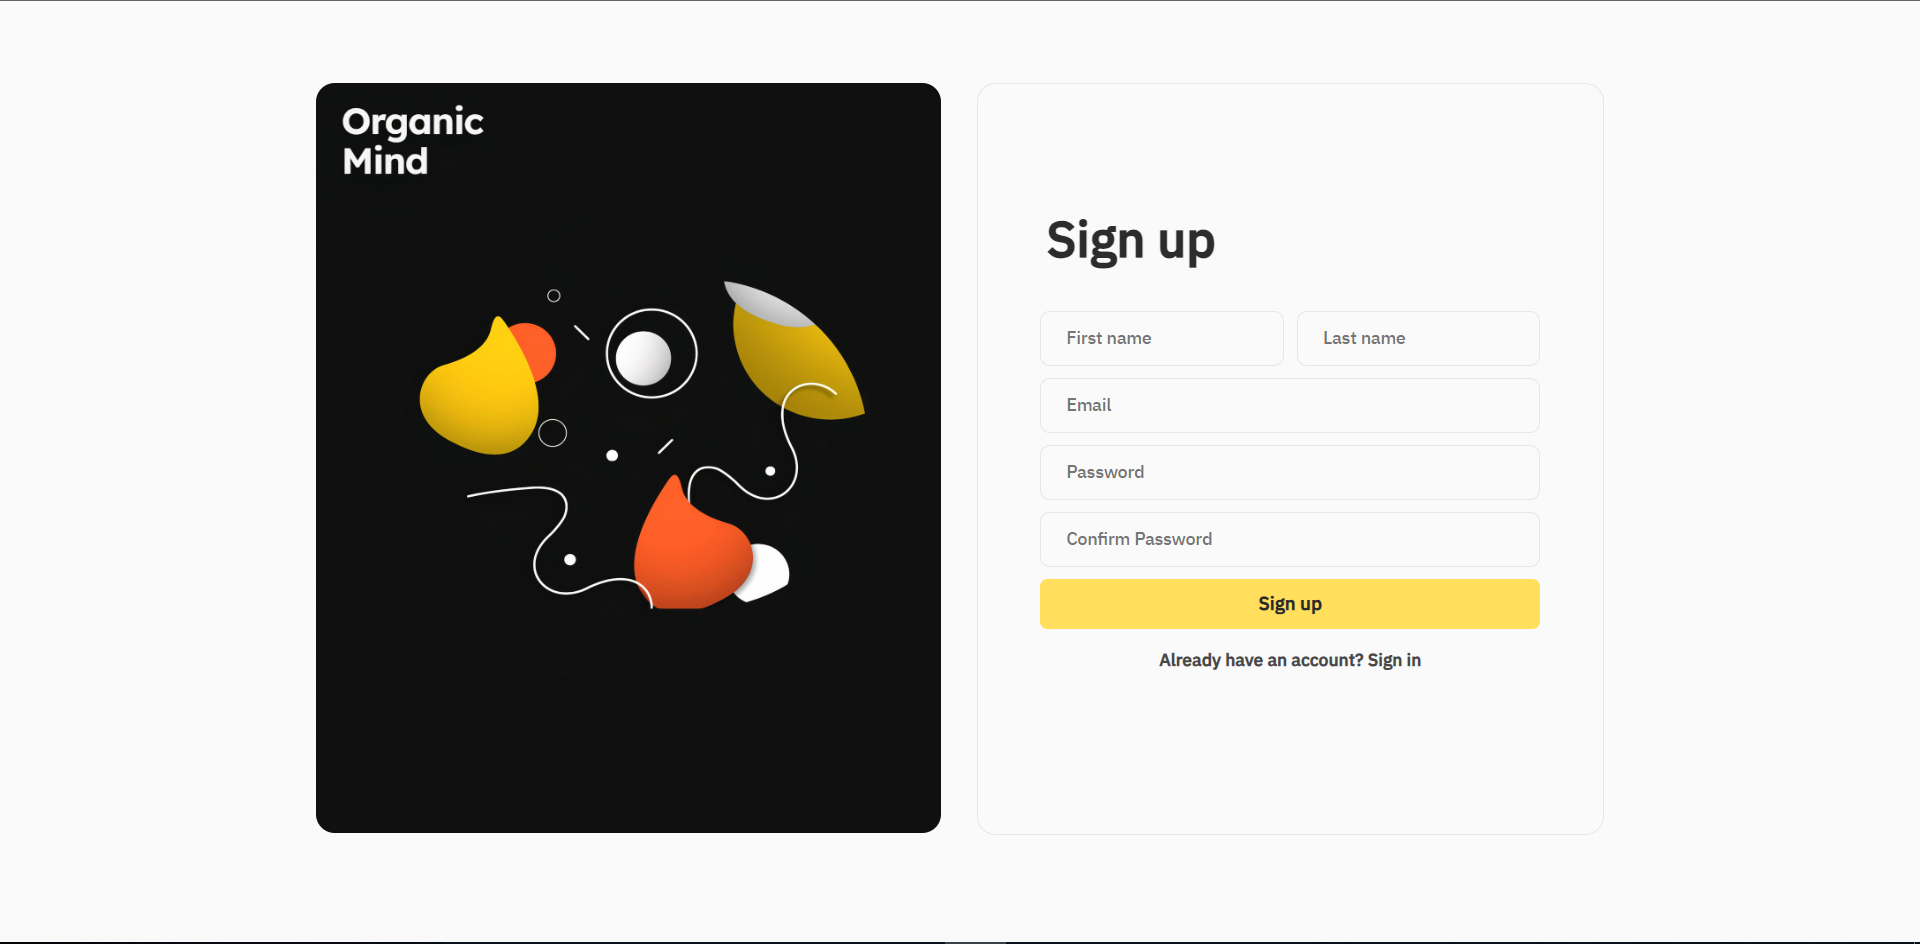 Organic
Mind
Sign up
First name
Last name
Email
Password
Confirm Password
Sign up
Already have an account? Sign in